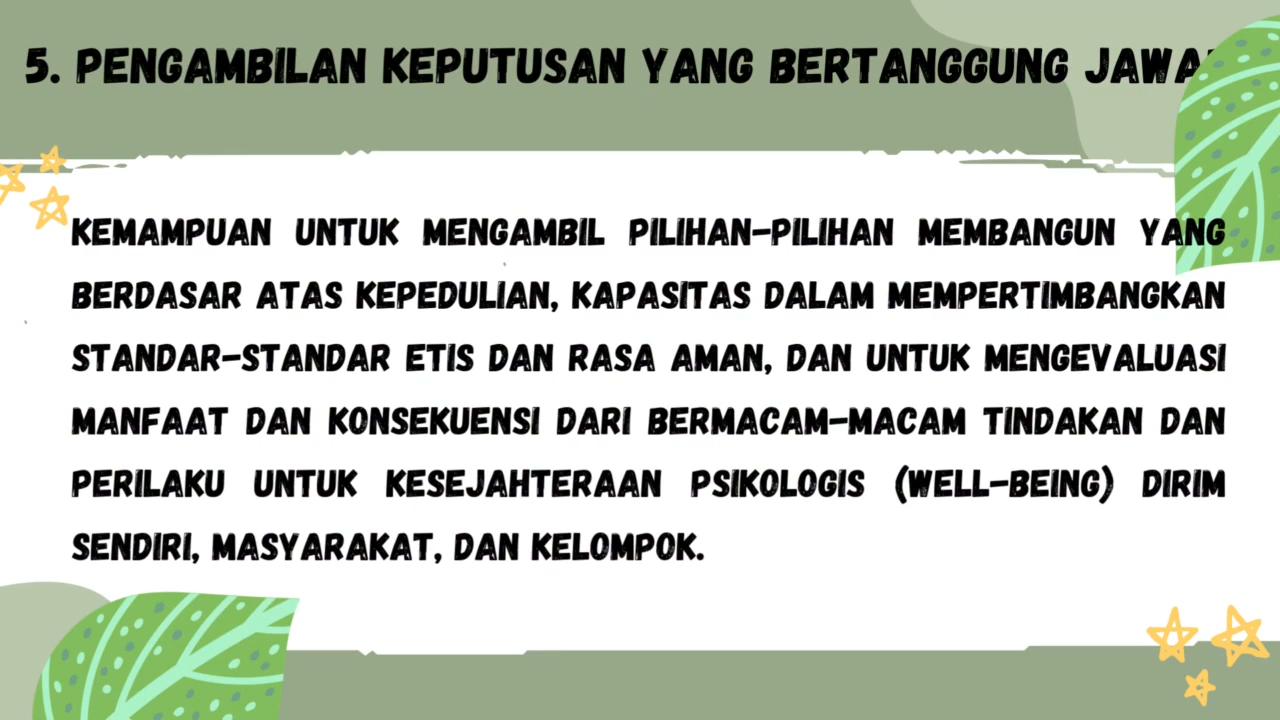 5. PENGAMBILAN KEPUTUSAN YANG BERTANGGUNG
KEMAMPUAN UNTUK MENGAMBIL PILIHAN-PILIHAN MEMBANGUN YANG
BERDASAR ATAS KEPEDULIAN, KAPASITAS DALAM MEMPERTIMBANGKAN
STANDAR-STANDAR ETIS DAN RASA AMAN, DAN UNTUK MENGEVALUASI
MANFAAT DAN KONSEKUENSI DARI BERMACAM-MACAM TINDAKAN DAN
PERILAKU UNTUK KESEJAHTERAAN PSIKOLOGIS (WELL-BEING) DIRIM
SENDIRI, MASYARAKAT, DAN KELOMPOK.